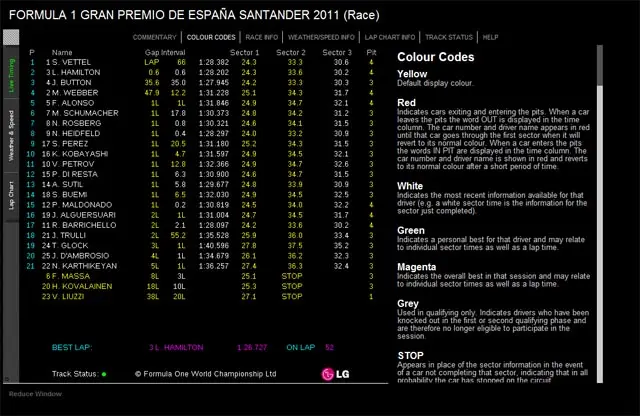 FORMULA 1 GRAN PREMIO DE ESPAÑA SANTANDER 2011 (Race)
COMMENTARY | COLOUR CODES | RACE INFO | WEATHER/SPEED INFO | LAP CHART INFO | TRACK STATUS | HELP
Live Timing
Weather & Speed
Lap Chart
P Name Gap Interval Sector 1 Sector 2 Sector 3 Pit
1 1 S. VETTEL LAP 66 1:28.382 24.3 33.3 30.6 4
2 3 L. HAMILTON 0.6 0.6 1:28.202 24.3 33.6 30.2 4
3 4 J. BUTTON 35.6 35.0 1:27.945 24.2 33.3 30.3 3
4 2 M. WEBBER 47.9 12.2 1:31.228 25.1 34.3 31.7 4
5 5 F. ALONSO 1L 1L 1:31.846 24.9 34.7 32.1 4
6 7 M. SCHUMACHER 1L 17.8 1:30.373 24.8 34.2 31.2 3
7 8 N. ROSBERG 1L 0.8 1:30.321 24.6 34.1 31.5 3
8 9 N. HEIDFELD 1L 0.4 1:28.297 24.0 33.2 30.9 3
9 17 S. PEREZ 1L 20.5 1:31.180 25.2 34.3 31.5 3
10 16 K. KOBAYASHI 1L 4.7 1:31.597 24.9 34.5 32.1 3
11 10 V. PETROV 1L 12.8 1:32.366 24.9 34.7 32.6 3
12 15 P. DI RESTA 1L 6.3 1:30.900 24.6 34.7 31.5 3
13 14 A. SUTIL 1L 5.8 1:29.677 24.8 33.9 30.9 3
14 18 S. BUEMI 1L 6.5 1:32.030 24.9 34.5 32.5 3
15 12 P. MALDONADO 1L 0.2 1:30.819 24.5 34.0 32.2 4
16 19 J. ALGUERSUARI 2L 1L 1:31.004 24.7 34.5 31.7 4
17 11 R. BARRICHELLO 2L 2.1 1:28.097 24.2 33.6 30.2 4
18 21 J. TRULLI 2L 55.2 1:35.528 25.9 36.0 33.4 3
19 24 T. GLOCK 3L 1L 1:40.596 27.8 37.5 35.2 3
20 25 J. D'AMBROSIO 4L 1L 1:34.679 26.1 36.2 32.3 3
21 22 N. KARTHIKEYAN 5L 1L 1:36.257 27.4 36.3 32.4 3
6 F. MASSA 8L 3L 25.1 STOP 3
20 H. KOVALAINEN 18L 10L 25.3 STOP 3
23 V. LIUZZI 38L 20L 27.1 STOP 1
BEST LAP: 3 L. HAMILTON 1:26.727 ON LAP 52
Track Status: © Formula One World Championship Ltd LG
Colour Codes
Yellow
Default display colour.
Red
Indicates cars exiting and entering the pits. When a car
leaves the pits the word OUT is displayed in the time
column. The car number and driver name appears in red
until that car goes through the first sector when it will
revert to its normal colour. When a car enters the pits
the words IN PIT are displayed in the time column. The
car number and driver name is shown in red and reverts
to its normal colour after a short period of time.
White
Indicates the most recent information available for that
driver (e.g. a white sector time is the information for the
sector just completed).
Green
Indicates a personal best for that driver and may relate
to individual sector times as well as a lap time.
Magenta
Indicates the overall best in that session and may relate
to individual sector times as well as a lap time.
Grey
Used in qualifying only. Indicates drivers who have been
knocked out in the first or second qualifying phase and
are therefore no longer eligible to participate in the
session.
STOP
Appears in place of the sector information in the event
of a car not completing that sector, indicating that in all
probability the car has stopped on the circuit.
Reduce Window